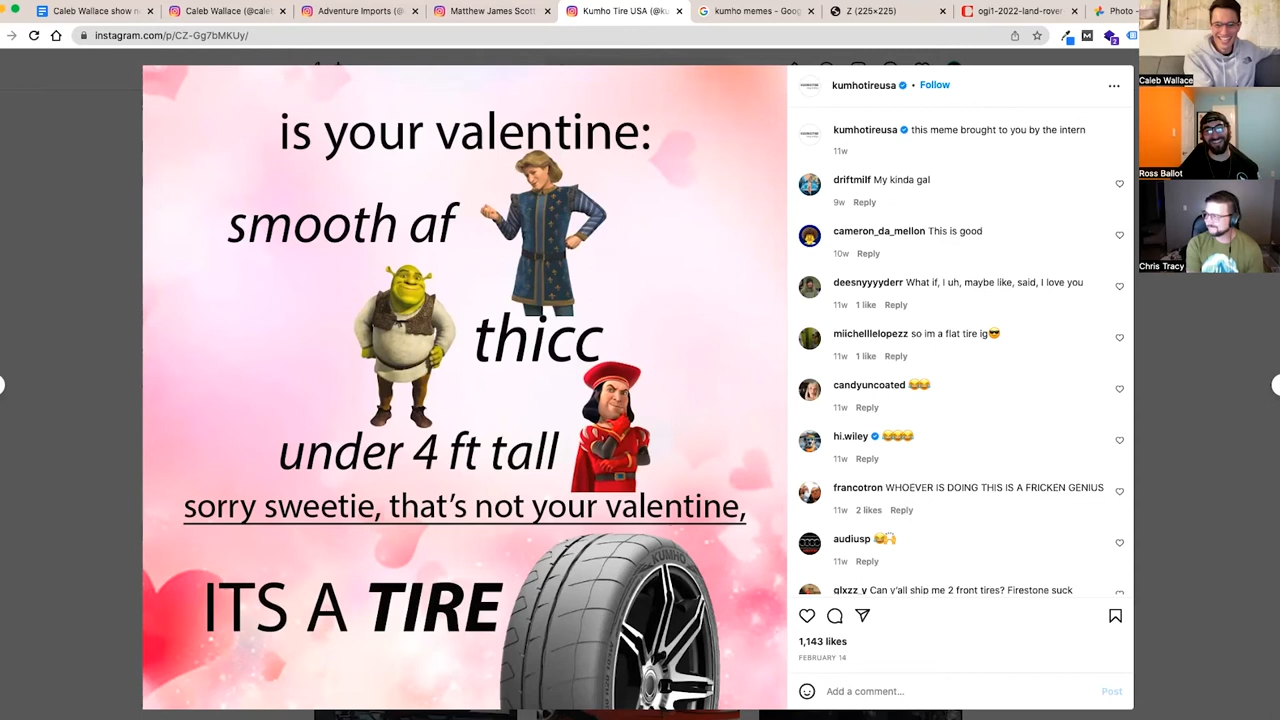 Caleb Wallace show n
Caleb Wallace (@caleb
Adventure Imports (@
Matthew James Scott
Kumho Tire USA (@ku
kumho memes - Goog
Z (225×225)
ogi1-2022-land-rover
Photo -
instagram.com/p/CZ-Gg7bMKUy/
is your valentine:
smooth af
thicc
under 4 ft tall
sorry sweetie, that's not your valentine,
ITS A TIRE
KUMHO
kumhotireusa • Follow
kumhotireusa this meme brought to you by the intern
11w
driftmilf My kinda gal
9w Reply
cameron_da_mellon This is good
10w Reply
deesnyyyyderr What if, I uh, maybe like, said, I love you
11w 1 like Reply
miichelllelopezz so im a flat tire ig😎
11w 1 like Reply
candyuncoated 😂😂
11w Reply
hi.wiley 😂😂😂
11w Reply
francotron WHOEVER IS DOING THIS IS A FRICKEN GENIUS
11w 2 likes Reply
audiusp 😂🙌
11w Reply
glxzz_y Can y'all ship me 2 front tires? Firestone suck
1,143 likes
FEBRUARY 14
Add a comment...
Post
Caleb Wallace
Ross Ballot
Chris Tracy